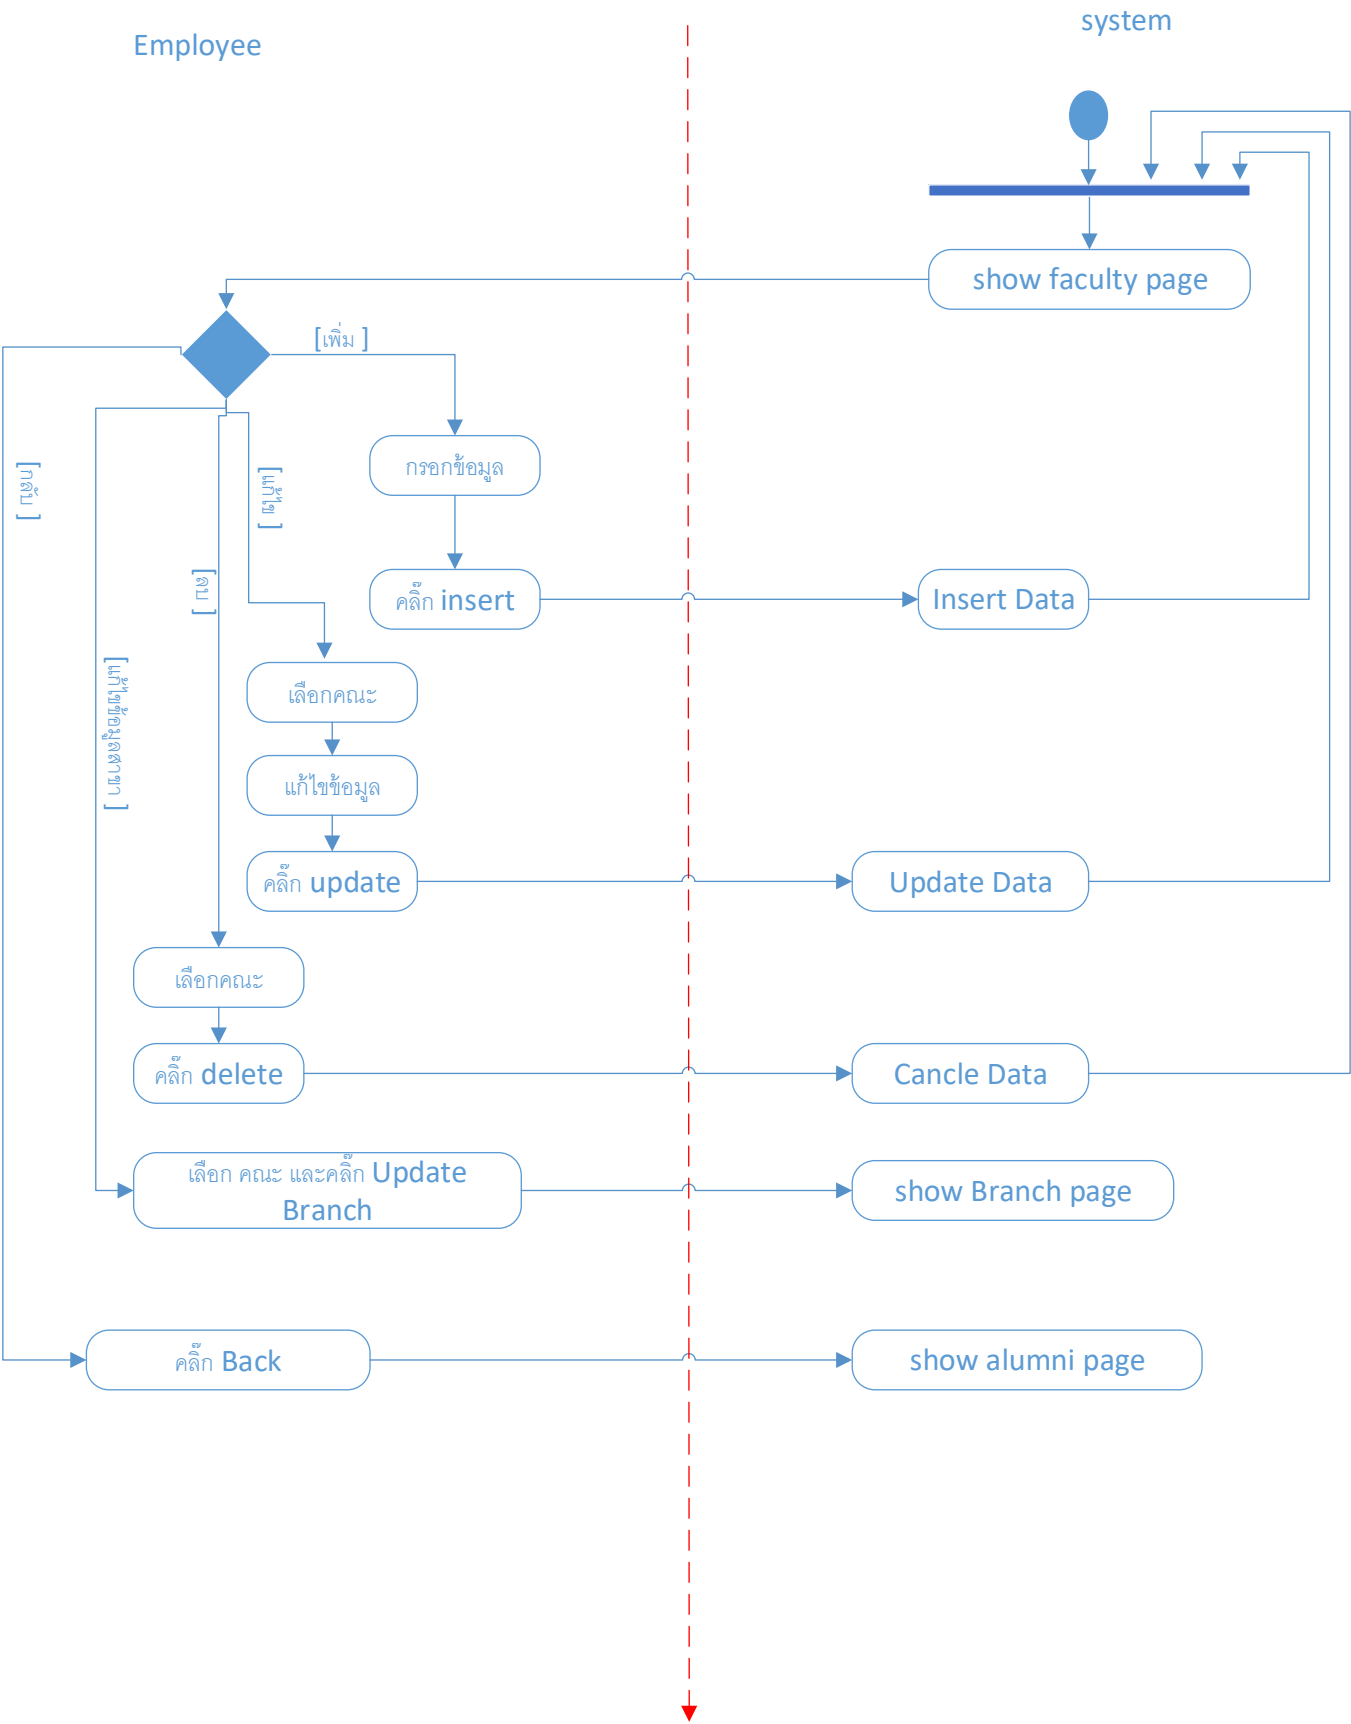 Employee
system
show faculty page
[เพิ่ม ]
[กลับ ]
[แก้ไข ]
กรอกข้อมูล
[ลบ ]
คลิ๊ก insert
Insert Data
[แก้ไขข้อมูลสาขา ]
เลือกคณะ
แก้ไขข้อมูล
คลิ๊ก update
Update Data
เลือกคณะ
คลิ๊ก delete
Cancle Data
เลือก คณะ และคลิ๊ก Update
Branch
show Branch page
คลิ๊ก Back
show alumni page